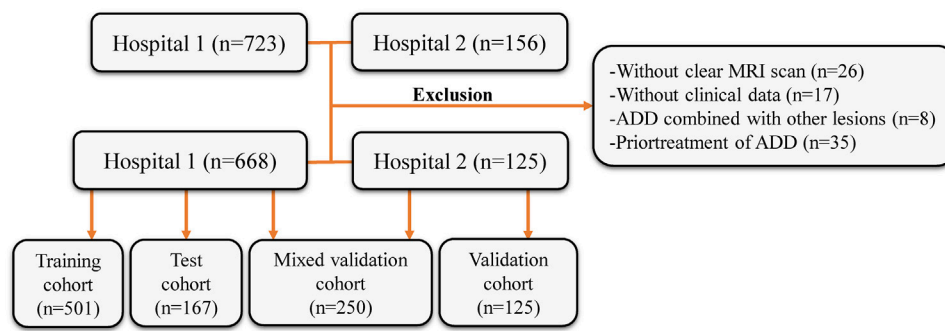 Hospital 1 (n=723)
Hospital 2 (n=156)
Exclusion
-Without clear MRI scan (n=26)
-Without clinical data (n=17)
-ADD combined with other lesions (n=8)
-Priortreatment of ADD (n=35)
Hospital 1 (n=668)
Hospital 2 (n=125)
Training
cohort
(n=501)
Test
cohort
(n=167)
Mixed validation
cohort
(n=250)
Validation
cohort
(n=125)